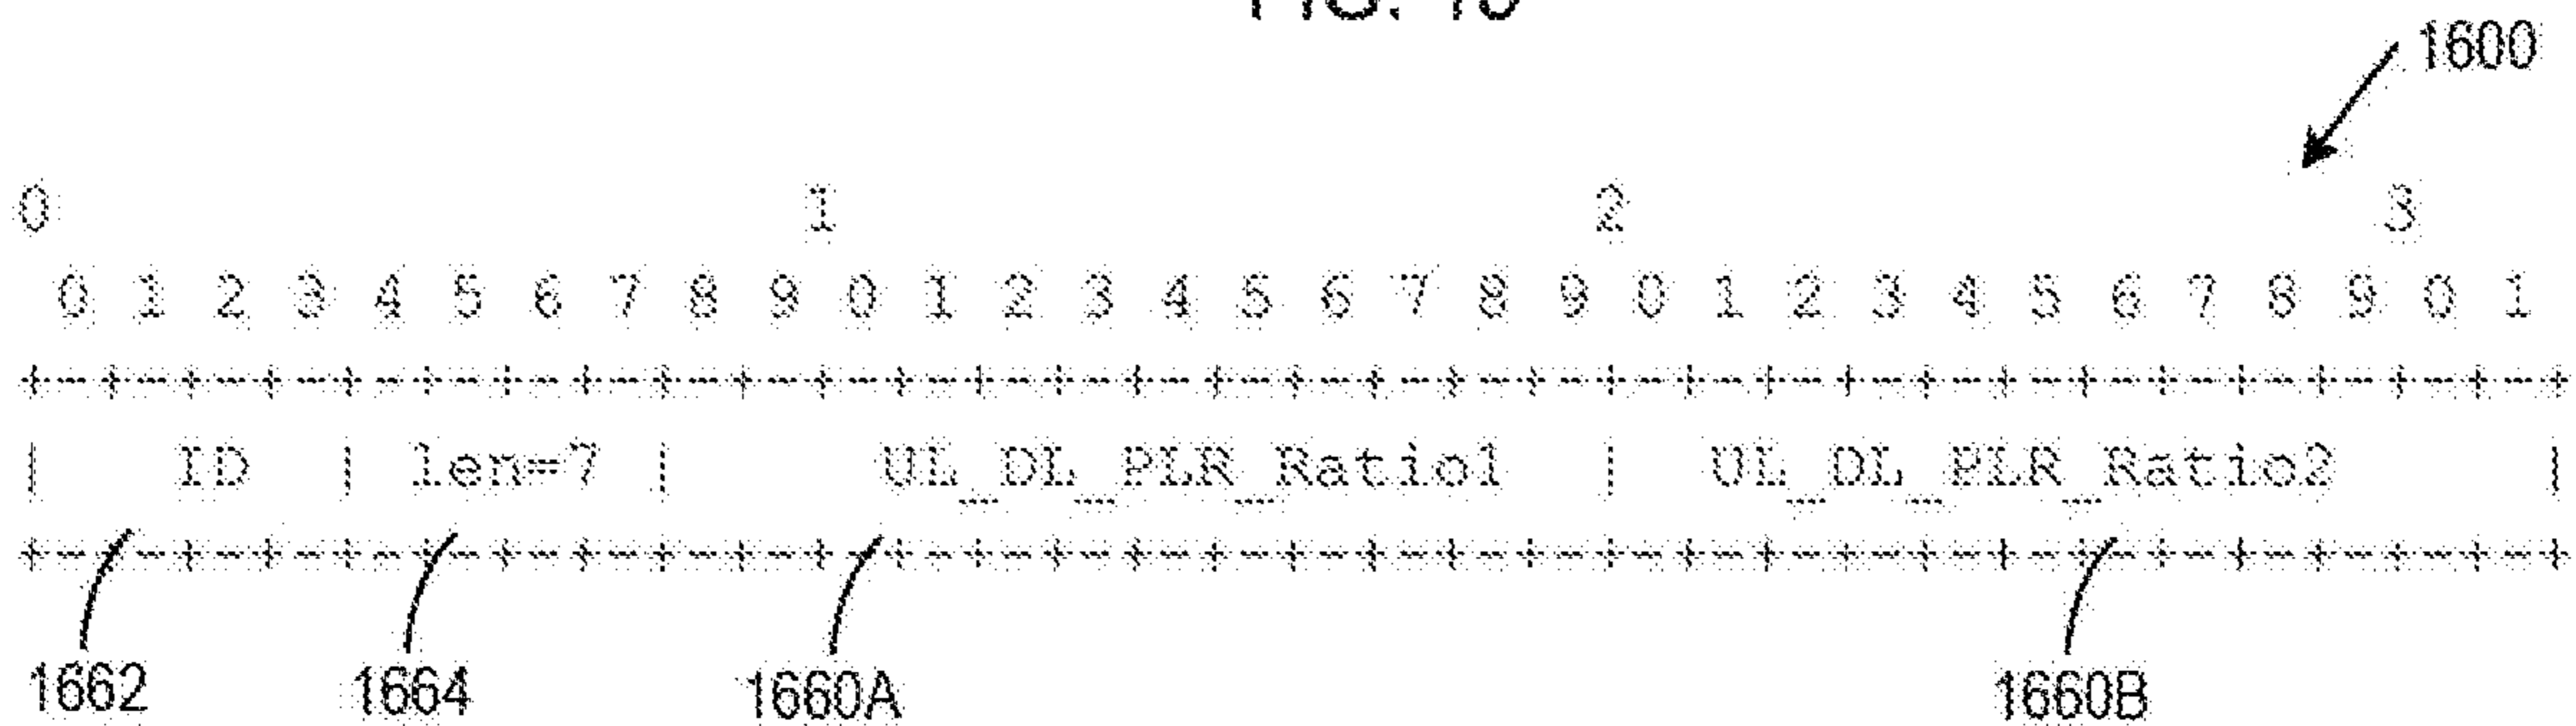 1600
0 1 2 3
0 1 2 3 4 5 6 7 8 9 0 1 2 3 4 5 6 7 8 9 0 1 2 3 4 5 6 7 8 9 0 1
+-+-+-+-+-+-+-+-+-+-+-+-+-+-+-+-+-+-+-+-+-+-+-+-+-+-+-+-+-+-+-+-+
| ID | len=7 | UL_DL_PLR_Ratio1 | UL_DL_PLR_Ratio2 |
+-+-+-+-+-+-+-+-+-+-+-+-+-+-+-+-+-+-+-+-+-+-+-+-+-+-+-+-+-+-+-+-+
1662 1664 1660A 1660B